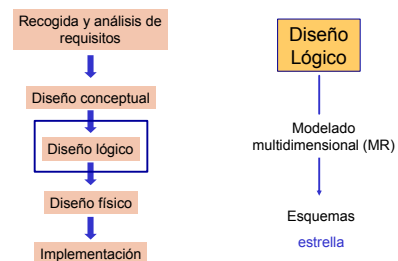 Recogida y análisis de
requisitos
Diseño conceptual
Diseño lógico
Diseño físico
Implementación
Diseño
Lógico
Modelado
multidimensional (MR)
Esquemas
estrella